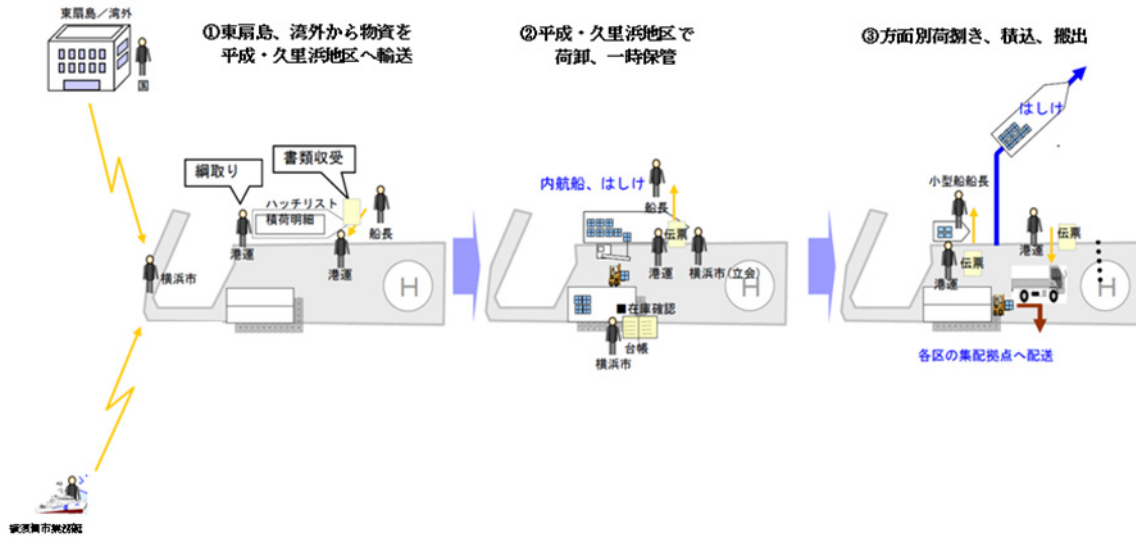 東扇島／湾外
国
①東扇島、湾外から物資を
平成・久里浜地区へ輸送
②平成・久里浜地区で
荷卸、一時保管
③方面別荷捌き、積込、搬出
綱取り
書類収受
ハッチリスト
積荷明細
港運
船長
港運
横浜市
H
内航船、はしけ
船長
伝票
港運
横浜市(立会)
■在庫確認
台帳
横浜市
H
はしけ
小型船船長
伝票
港運
港運
伝票
H
各区の集配拠点へ配送